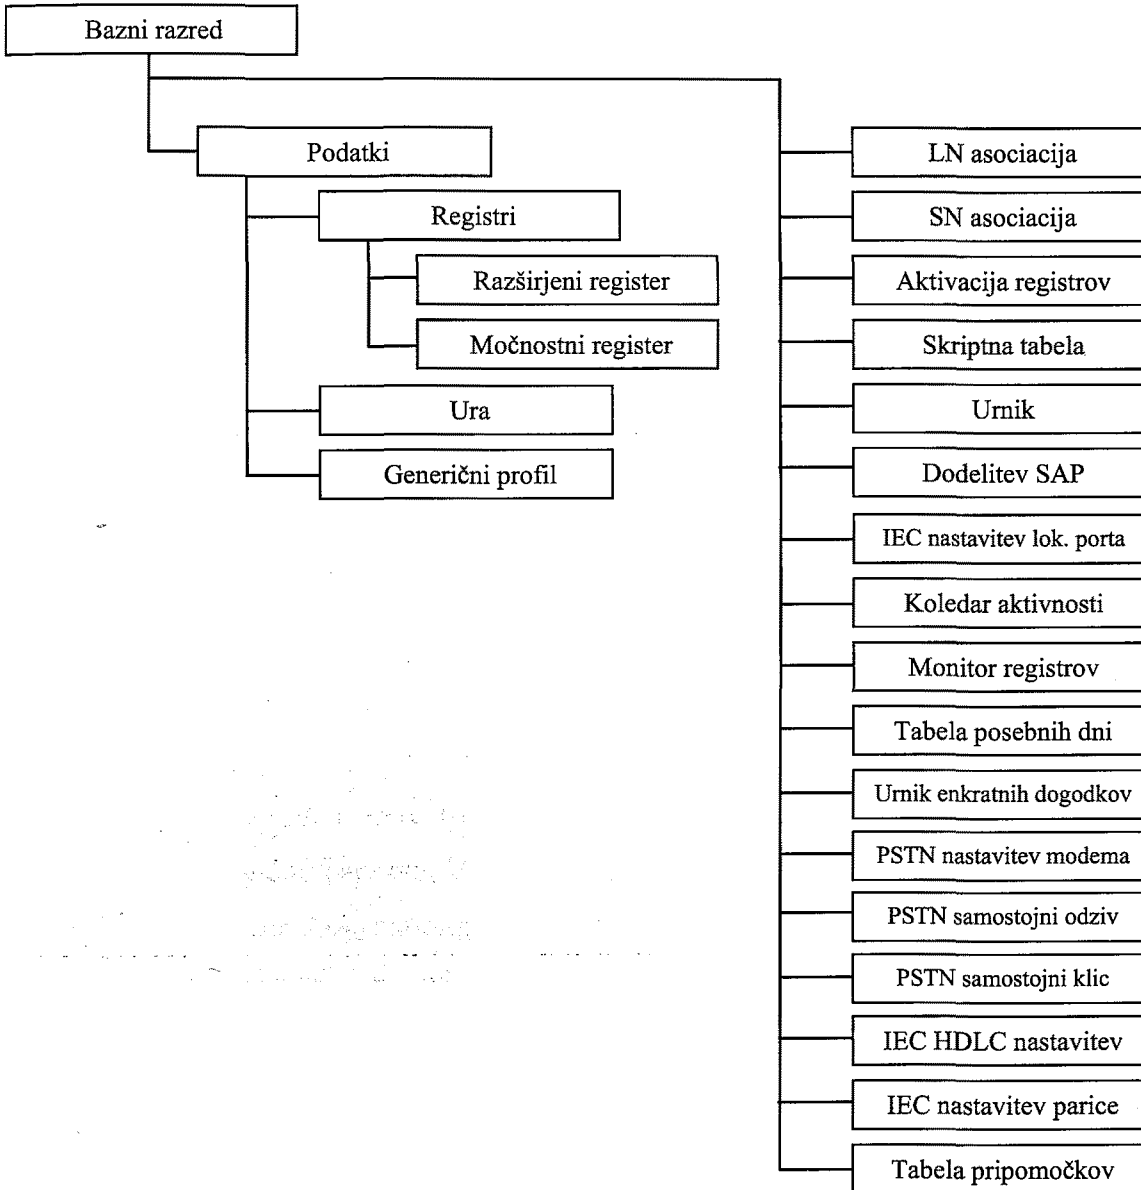 Bazni razred
Podatki
Registri
Razširjeni register
Močnostni register
Ura
Generični profil
LN asociacija
SN asociacija
Aktivacija registrov
Skriptna tabela
Urnik
Dodelitev SAP
IEC nastavitev lok. porta
Koledar aktivnosti
Monitor registrov
Tabela posebnih dni
Urnik enkratnih dogodkov
PSTN nastavitev modema
PSTN samostojni odziv
PSTN samostojni klic
IEC HDLC nastavitev
IEC nastavitev parice
Tabela pripomočkov